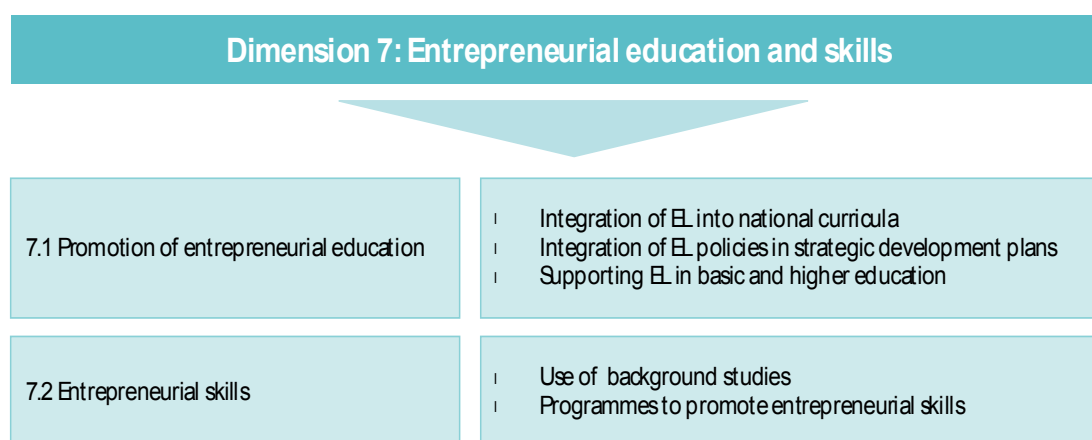 Dimension 7: Entrepreneurial education and skills
7.1 Promotion of entrepreneurial education
l Integration of EL into national curricula
l Integration of EL policies in strategic development plans
l Supporting EL in basic and higher education
7.2 Entrepreneurial skills
l Use of background studies
l Programmes to promote entrepreneurial skills